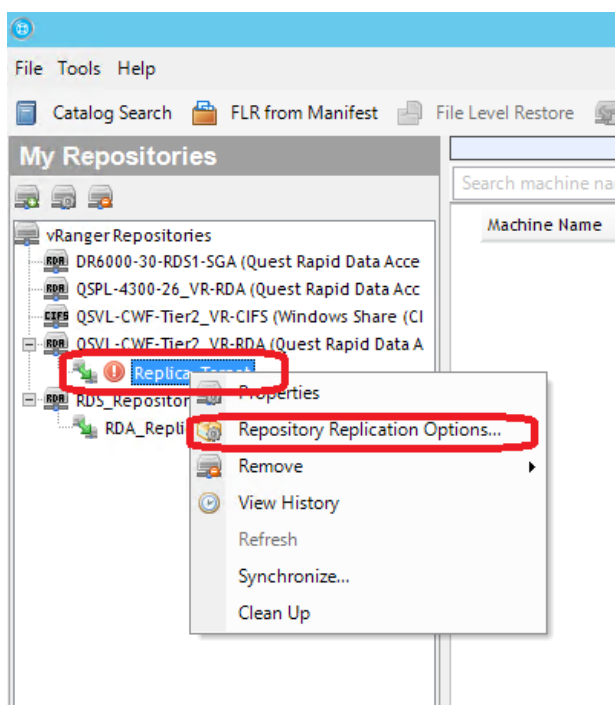 File Tools Help
Catalog Search FLR from Manifest File Level Restore
My Repositories
Search machine na
Machine Name
vRanger Repositories
RDA DR6000-30-RDS1-SGA (Quest Rapid Data Acce
RDA QSPL-4300-26_VR-RDA (Quest Rapid Data Acc
CIFS QSVL-CWF-Tier2_VR-CIFS (Windows Share (CI
RDA QSVL-CWF-Tier2_VR-RDA (Quest Rapid Data A
Replica_Target
RDA RDS_Repositor
RDA_Repli
Properties
Repository Replication Options...
Remove
View History
Refresh
Synchronize...
Clean Up